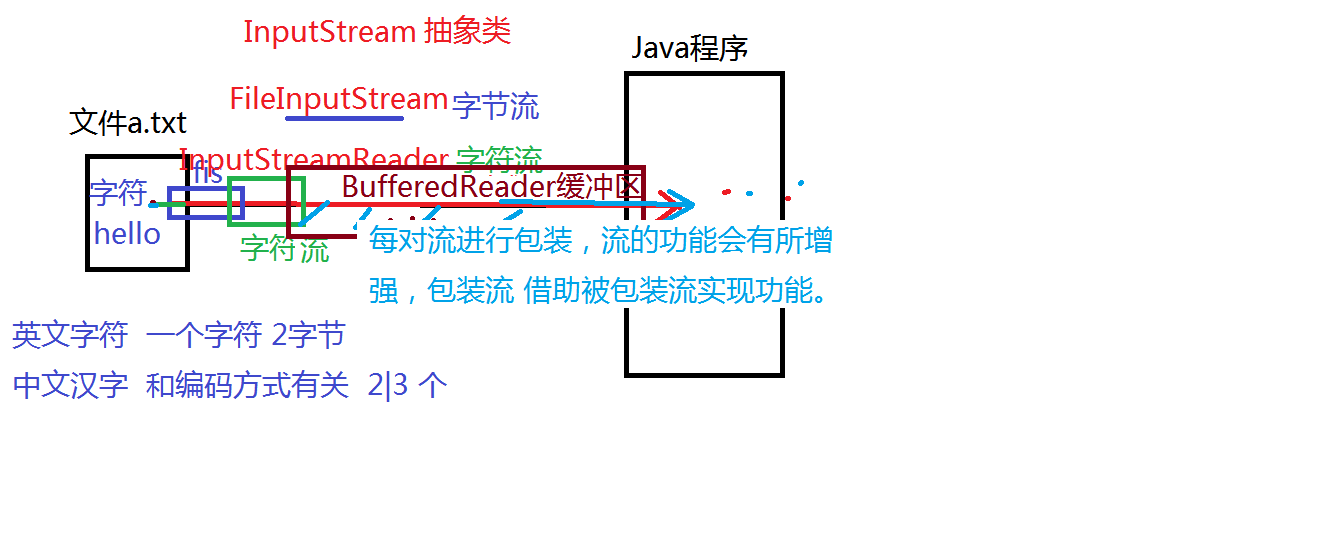 InputStream 抽象类
Java程序
FileInputStream 字节流
文件a.txt
InputStreamReader 字符流
fis
字符
BufferedReader缓冲区
hello
字符流
每对流进行包装，流的功能会有所增
强，包装流 借助被包装流实现功能。
英文字符 一个字符 2字节
中文汉字 和编码方式有关 2|3 个